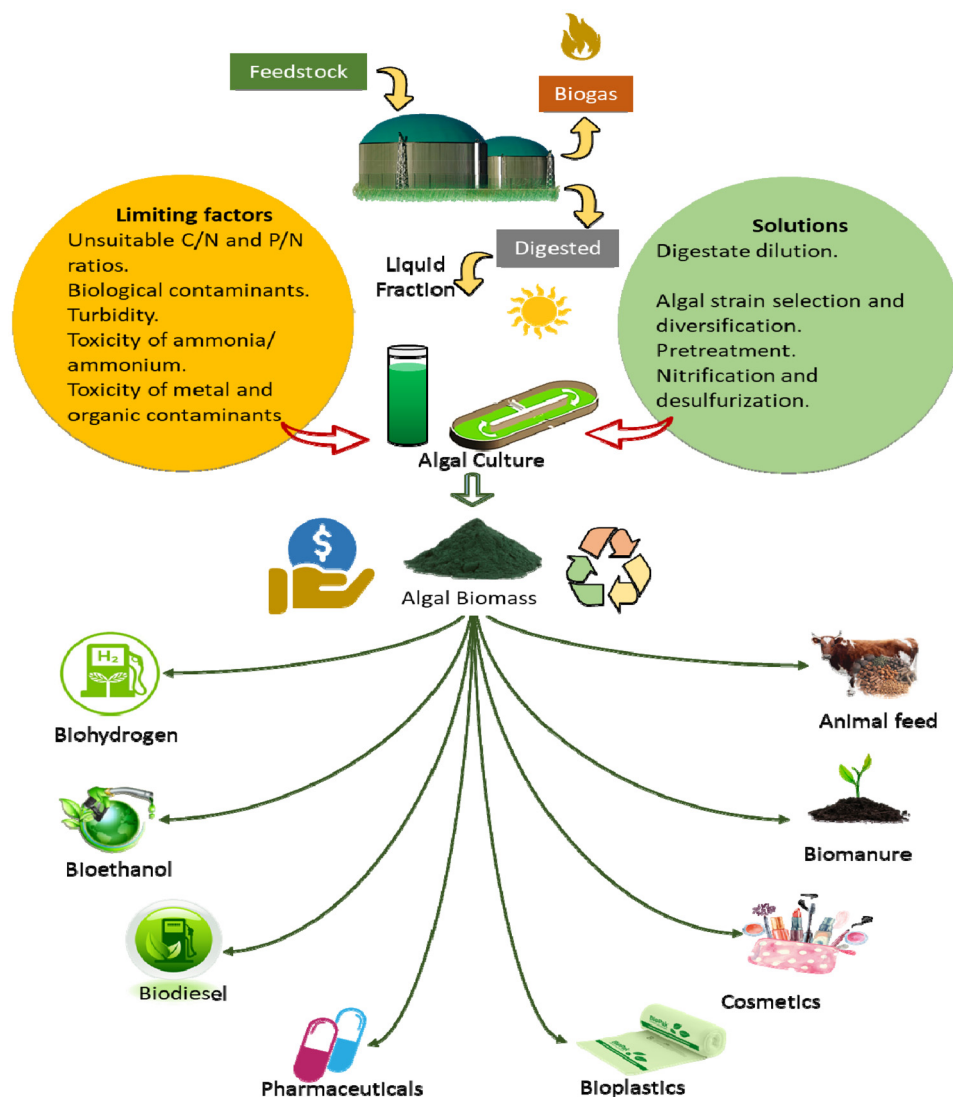 Feedstock
Biogas
Limiting factors
Unsuitable C/N and P/N
ratios.
Biological contaminants.
Turbidity.
Toxicity of ammonia/
ammonium.
Toxicity of metal and
organic contaminants
Digested
Liquid
Fraction
Solutions
Digestate dilution.
Algal strain selection and
diversification.
Pretreatment.
Nitrification and
desulfurization.
Algal Culture
$
Algal Biomass
H2
Biohydrogen
Animal feed
Bioethanol
Biomanure
Biodiesel
Cosmetics
Pharmaceuticals
Bioplastics